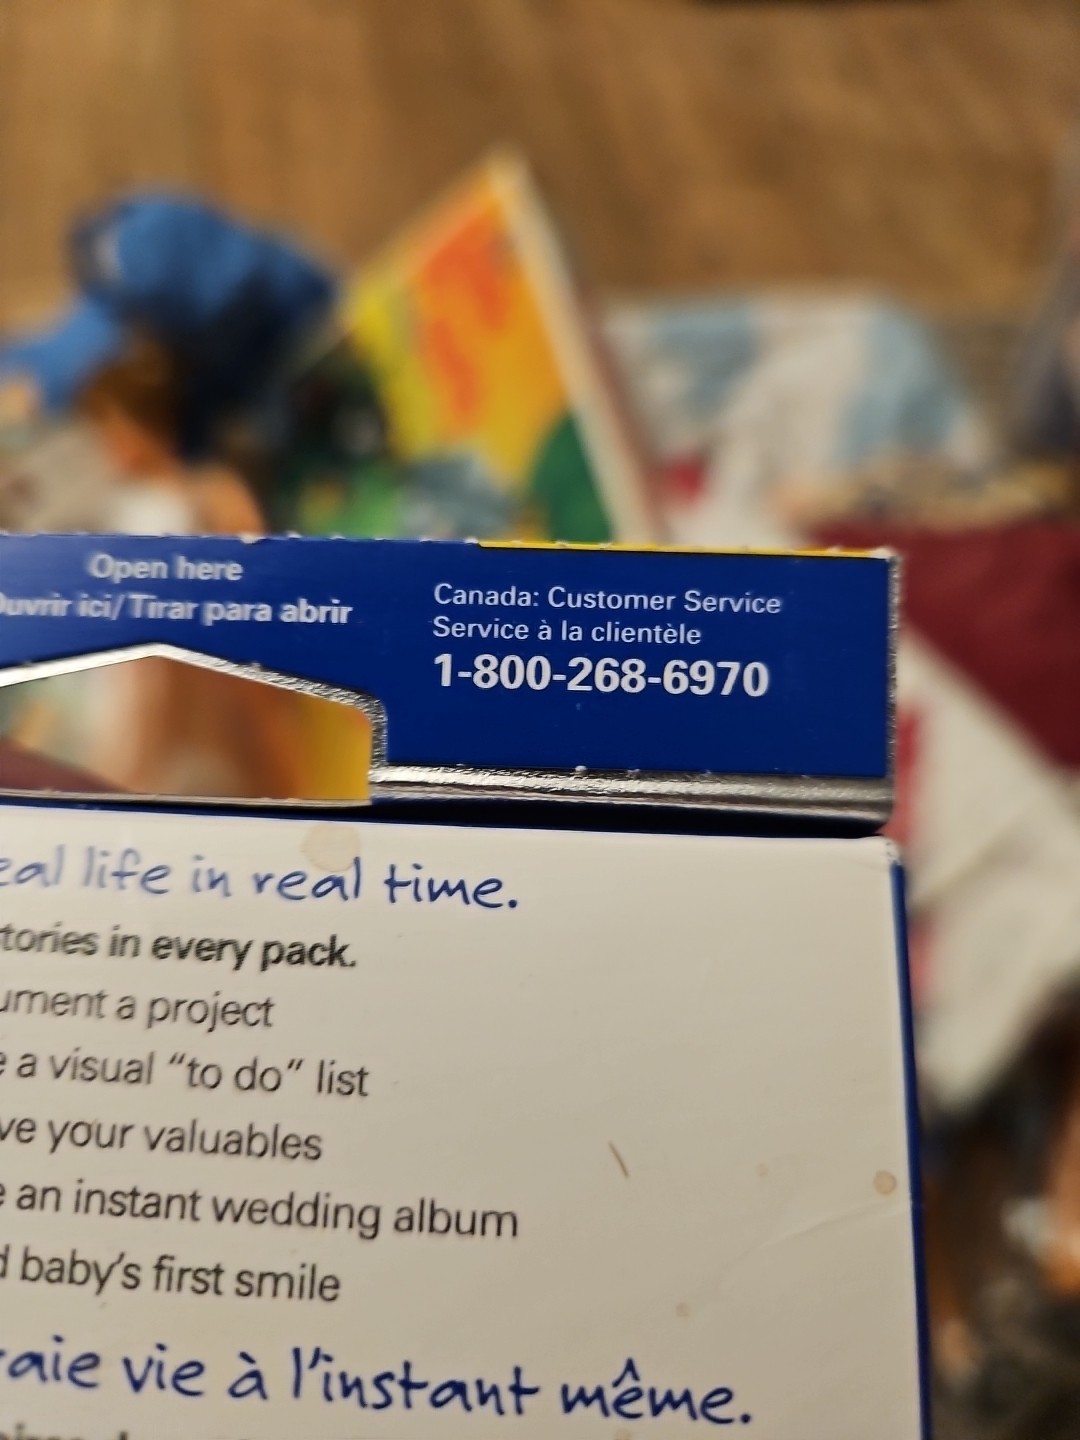 Open here
Ouvrir ici/Tirar para abrir
Canada: Customer Service
Service à la clientèle
1-800-268-6970
eal life in real time.
tories in every pack.
ument a project
e a visual “to do” list
ve your valuables
e an instant wedding album
d baby’s first smile
raie vie à l’instant même.